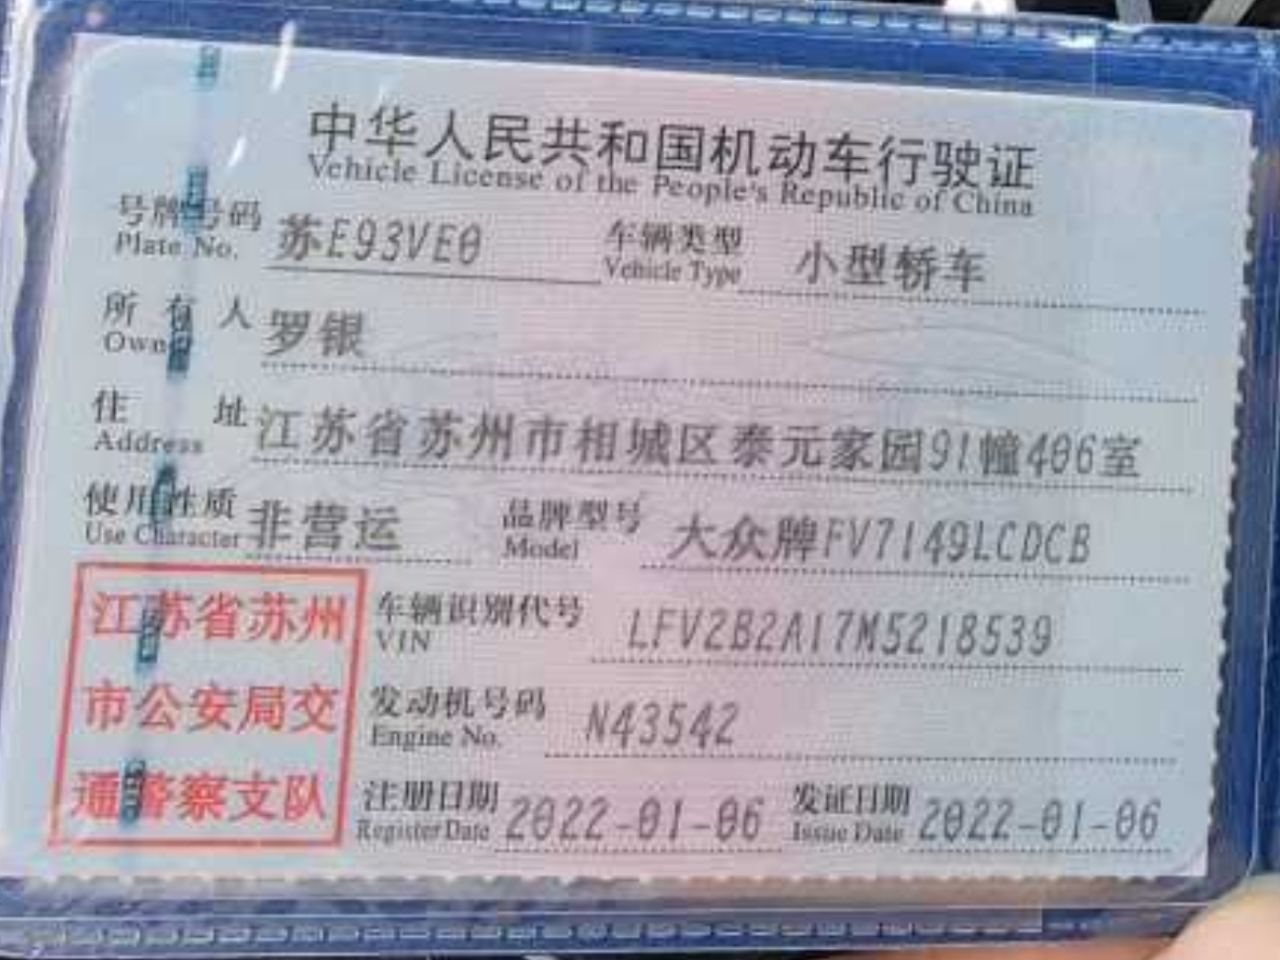 中华人民共和国机动车行驶证
Vehicle License of the People's Republic of China
号牌号码 苏E93VE0 车辆类型 小型轿车
Plate No. Vehicle Type
所有人 罗银
Owner
住址 江苏省苏州市相城区泰元家园91幢406室
Address
使用性质 非营运 品牌型号 大众牌FV7149LCDCB
Use Character Model
江苏省苏州
市公安局交
通警察支队
车辆识别代号 LFV2B2A17M5218539
VIN
发动机号码 N43542
Engine No.
注册日期 2022-01-06 发证日期 2022-01-06
Register Date Issue Date